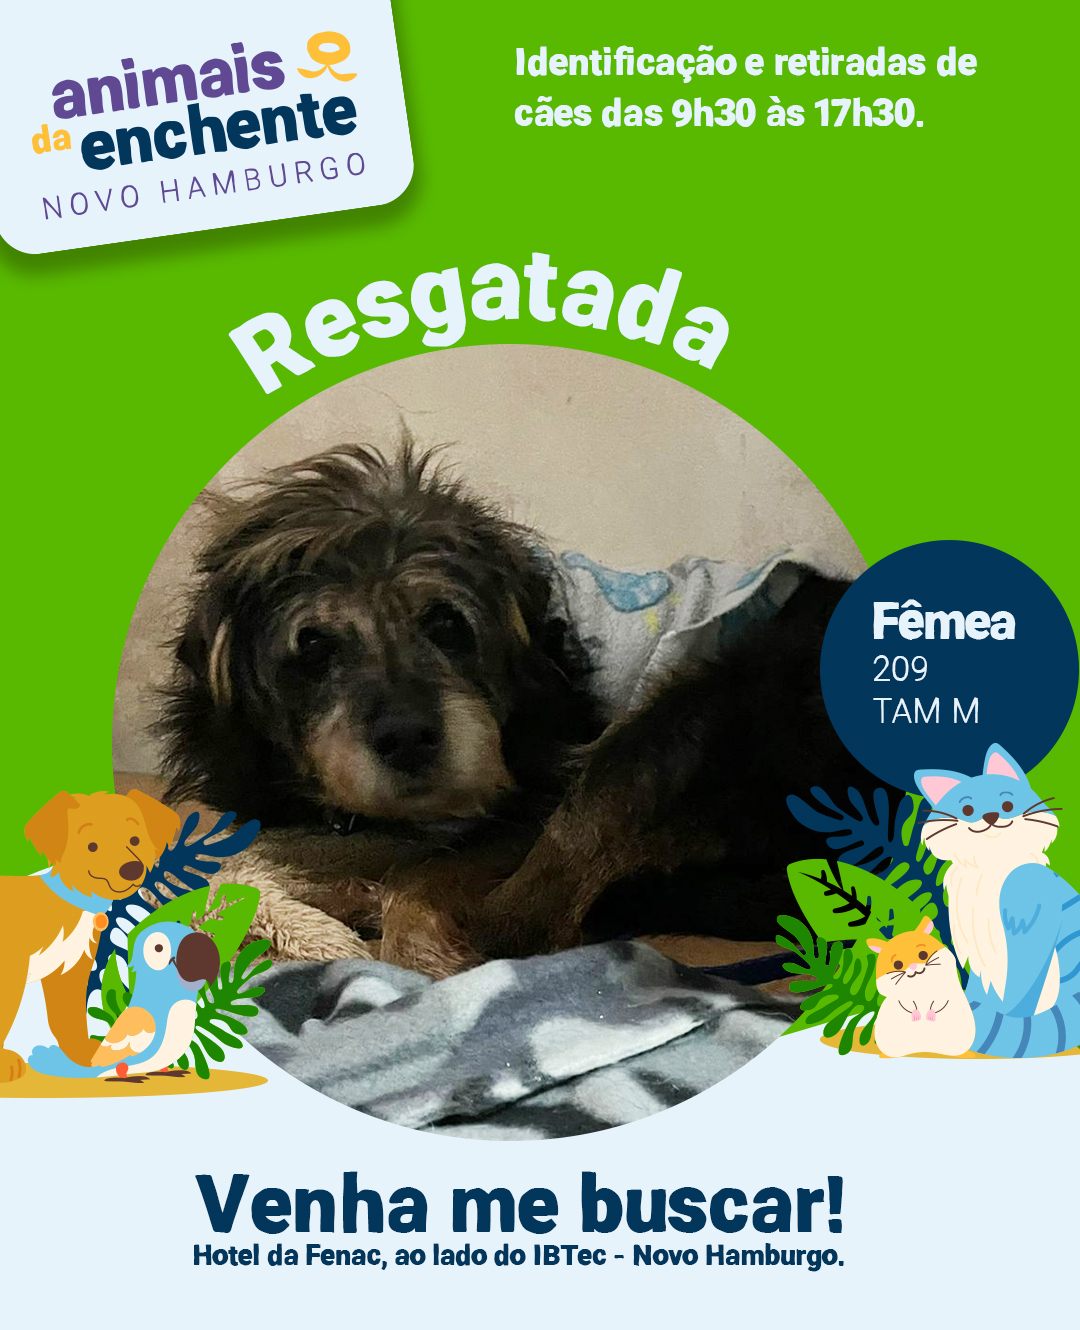 animais
da enchente
NOVO HAMBURGO
Identificação e retiradas de
cães das 9h30 às 17h30.
Resgatada
Fêmea
209
TAM M
Venha me buscar!
Hotel da Fenac, ao lado do IBTec - Novo Hamburgo.